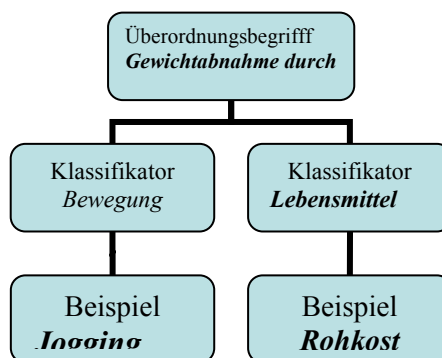 Überordnungsbegrifff
Gewichtabnahme durch
Klassifikator
Bewegung
Klassifikator
Lebensmittel
Beispiel
Jogging
Beispiel
Rohkost